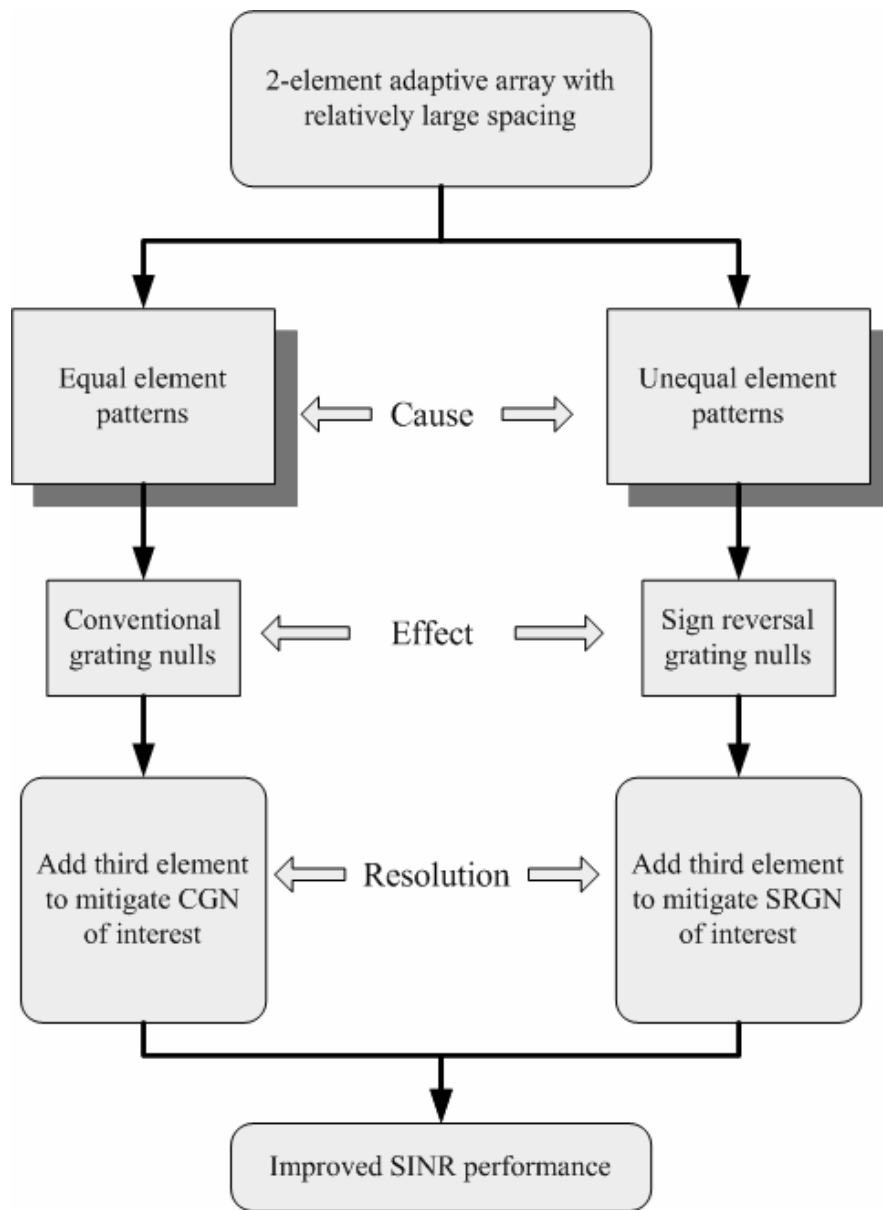 2-element adaptive array with
relatively large spacing
Equal element
patterns
Cause
Unequal element
patterns
Conventional
grating nulls
Effect
Sign reversal
grating nulls
Add third element
to mitigate CGN
of interest
Resolution
Add third element
to mitigate SRGN
of interest
Improved SINR performance